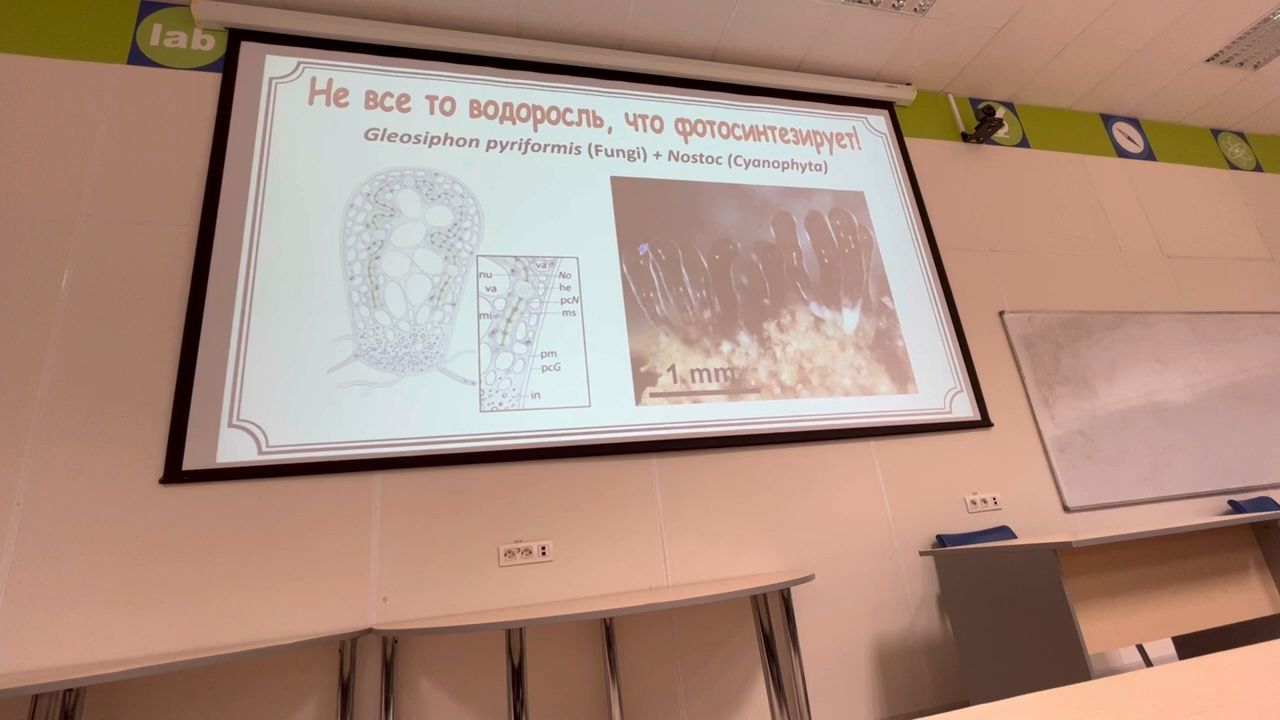 lab
Не все то водоросль, что фотосинтезирует!
Gleosiphon pyriformis (Fungi) + Nostoc (Cyanophyta)
nu
va
No
va
he
pcN
mi
ms
pm
pcG
in
1 mm